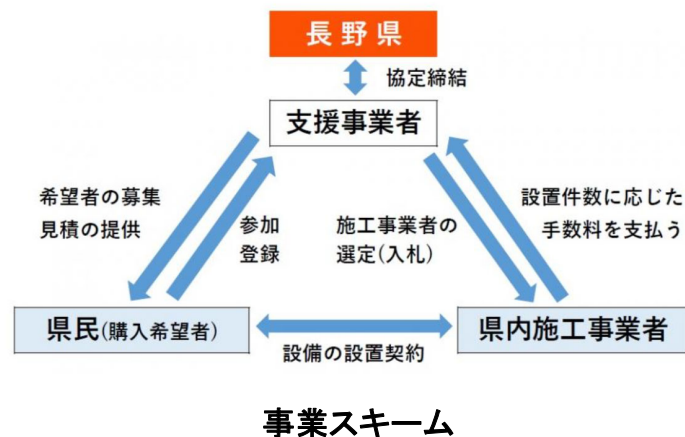 長野県
協定締結
支援事業者
希望者の募集
見積の提供
参加
登録
施工事業者の
選定(入札)
設置件数に応じた
手数料を支払う
県民(購入希望者)
設備の設置契約
県内施工事業者
事業スキーム